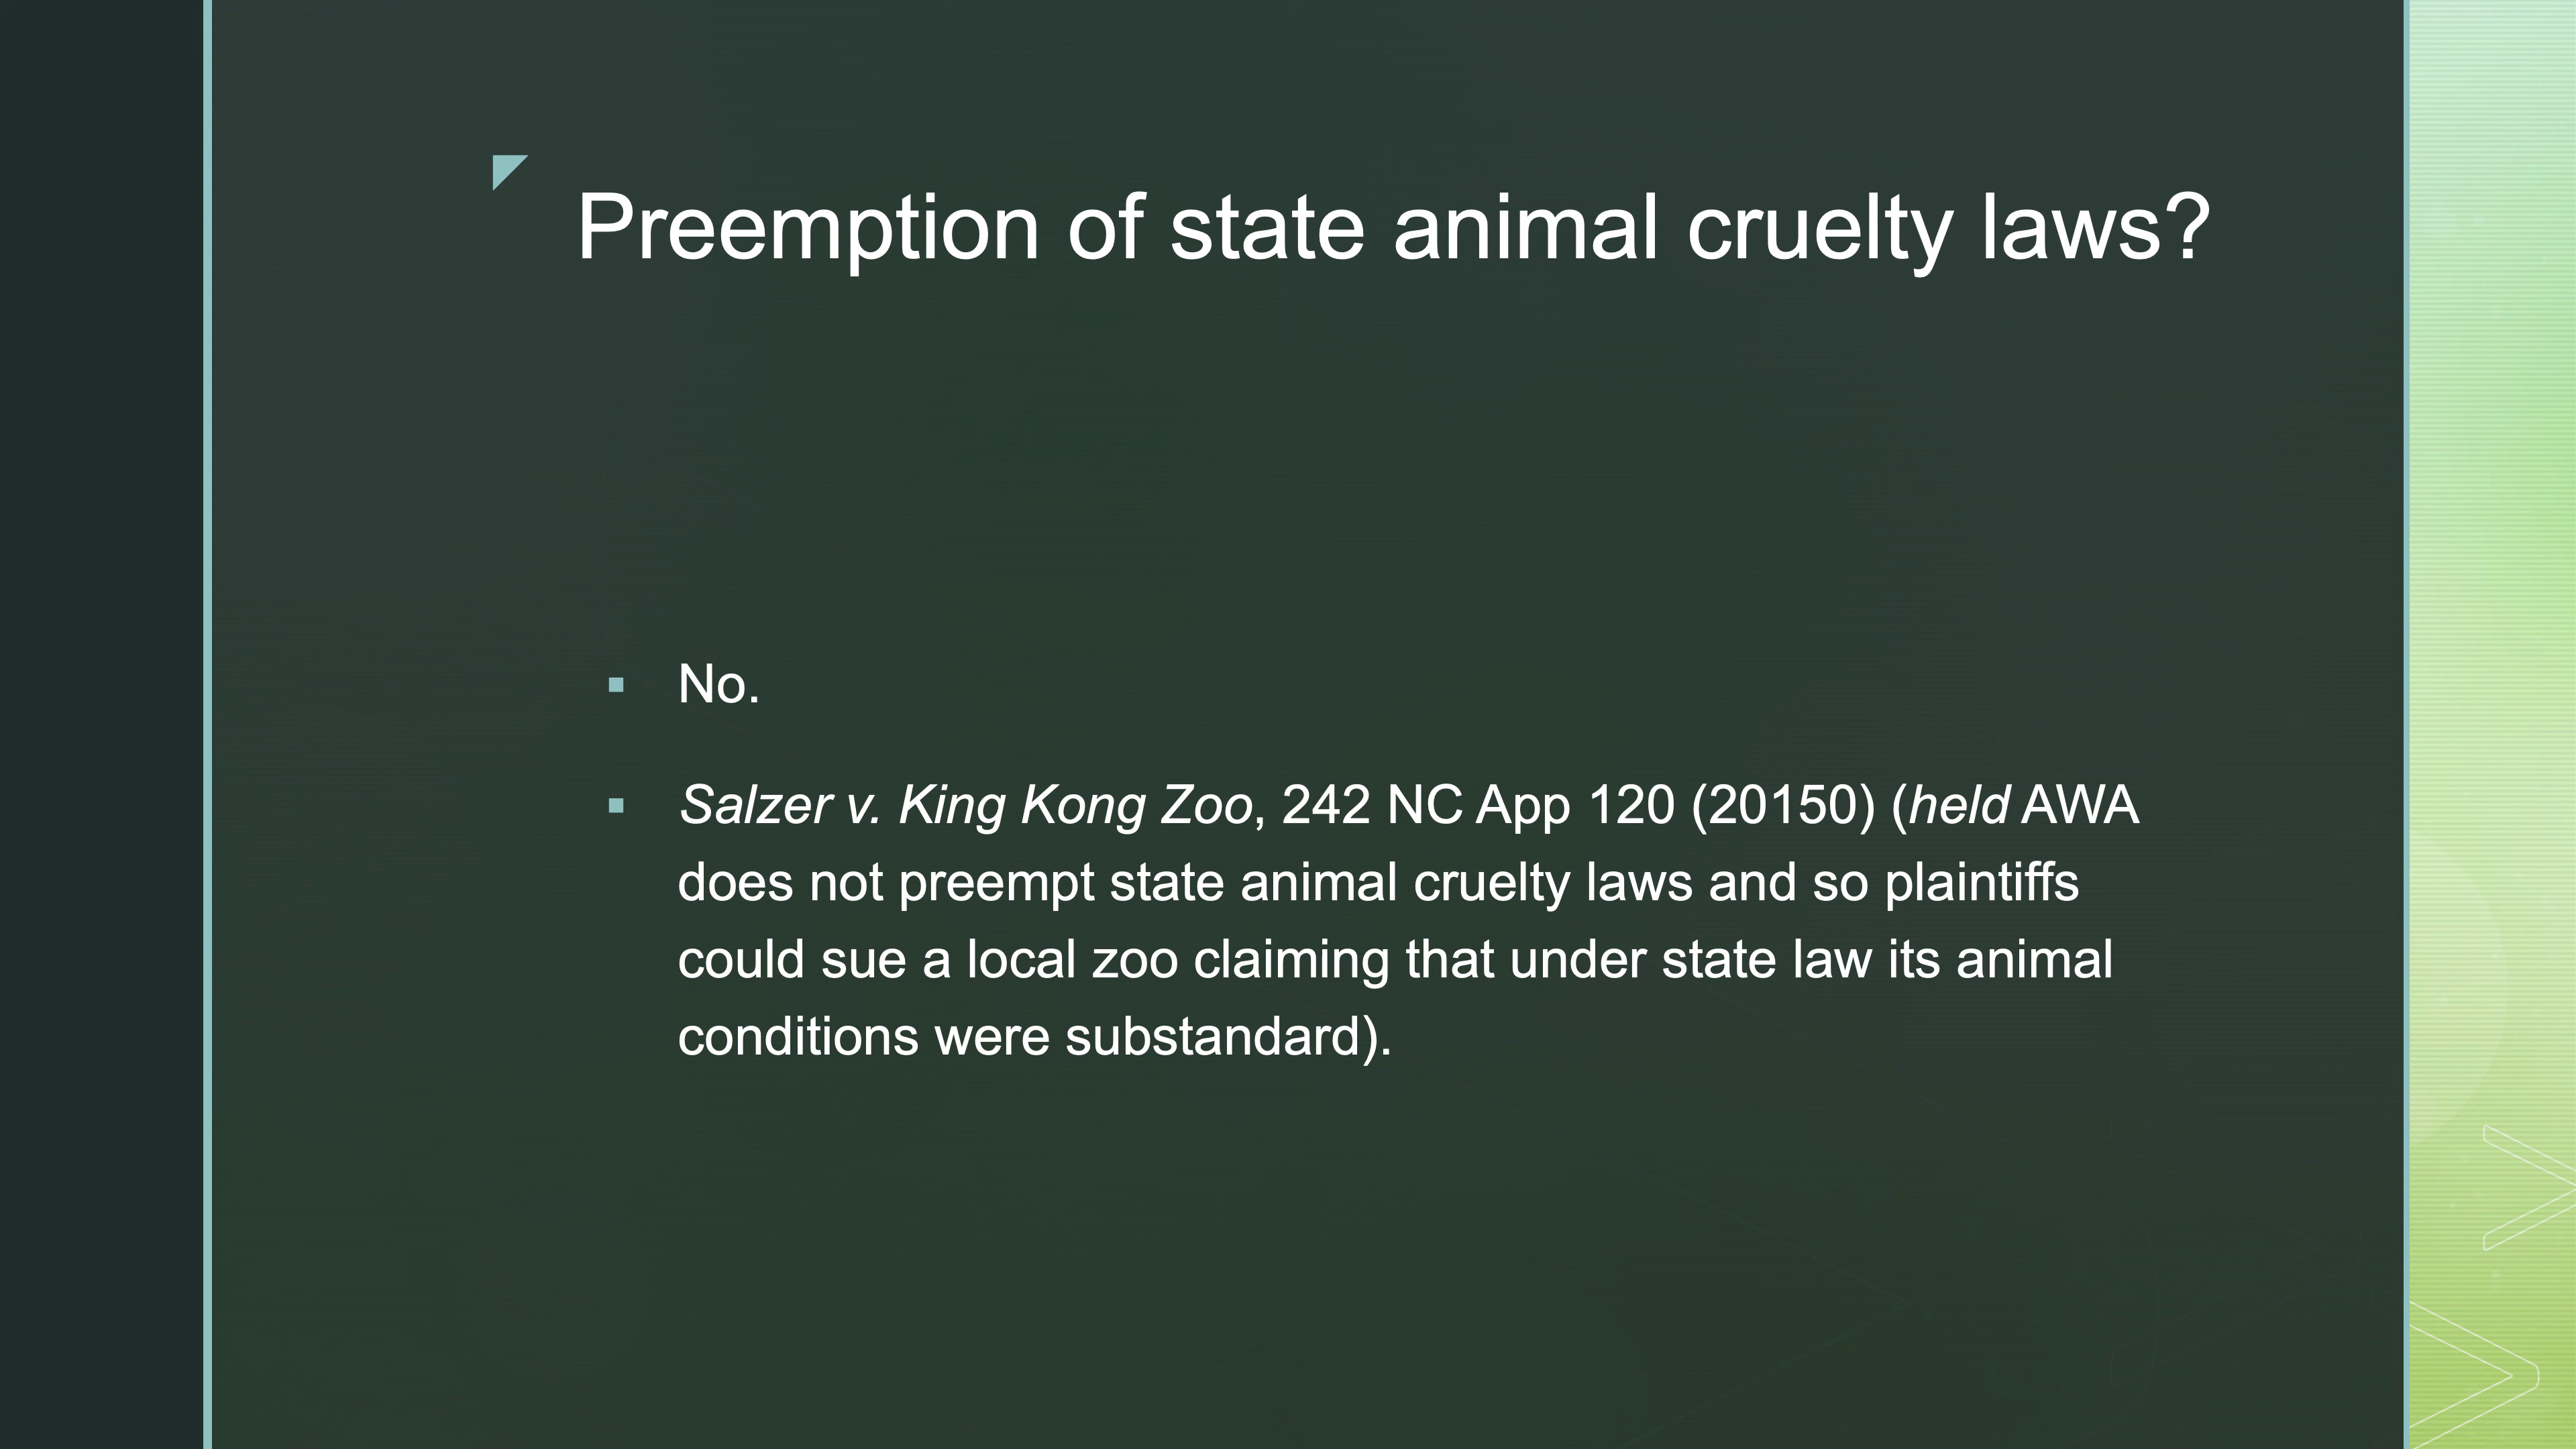 Preemption of state animal cruelty laws?
▪ No.
▪ Salzer v. King Kong Zoo, 242 NC App 120 (20150) (held AWA
does not preempt state animal cruelty laws and so plaintiffs
could sue a local zoo claiming that under state law its animal
conditions were substandard).